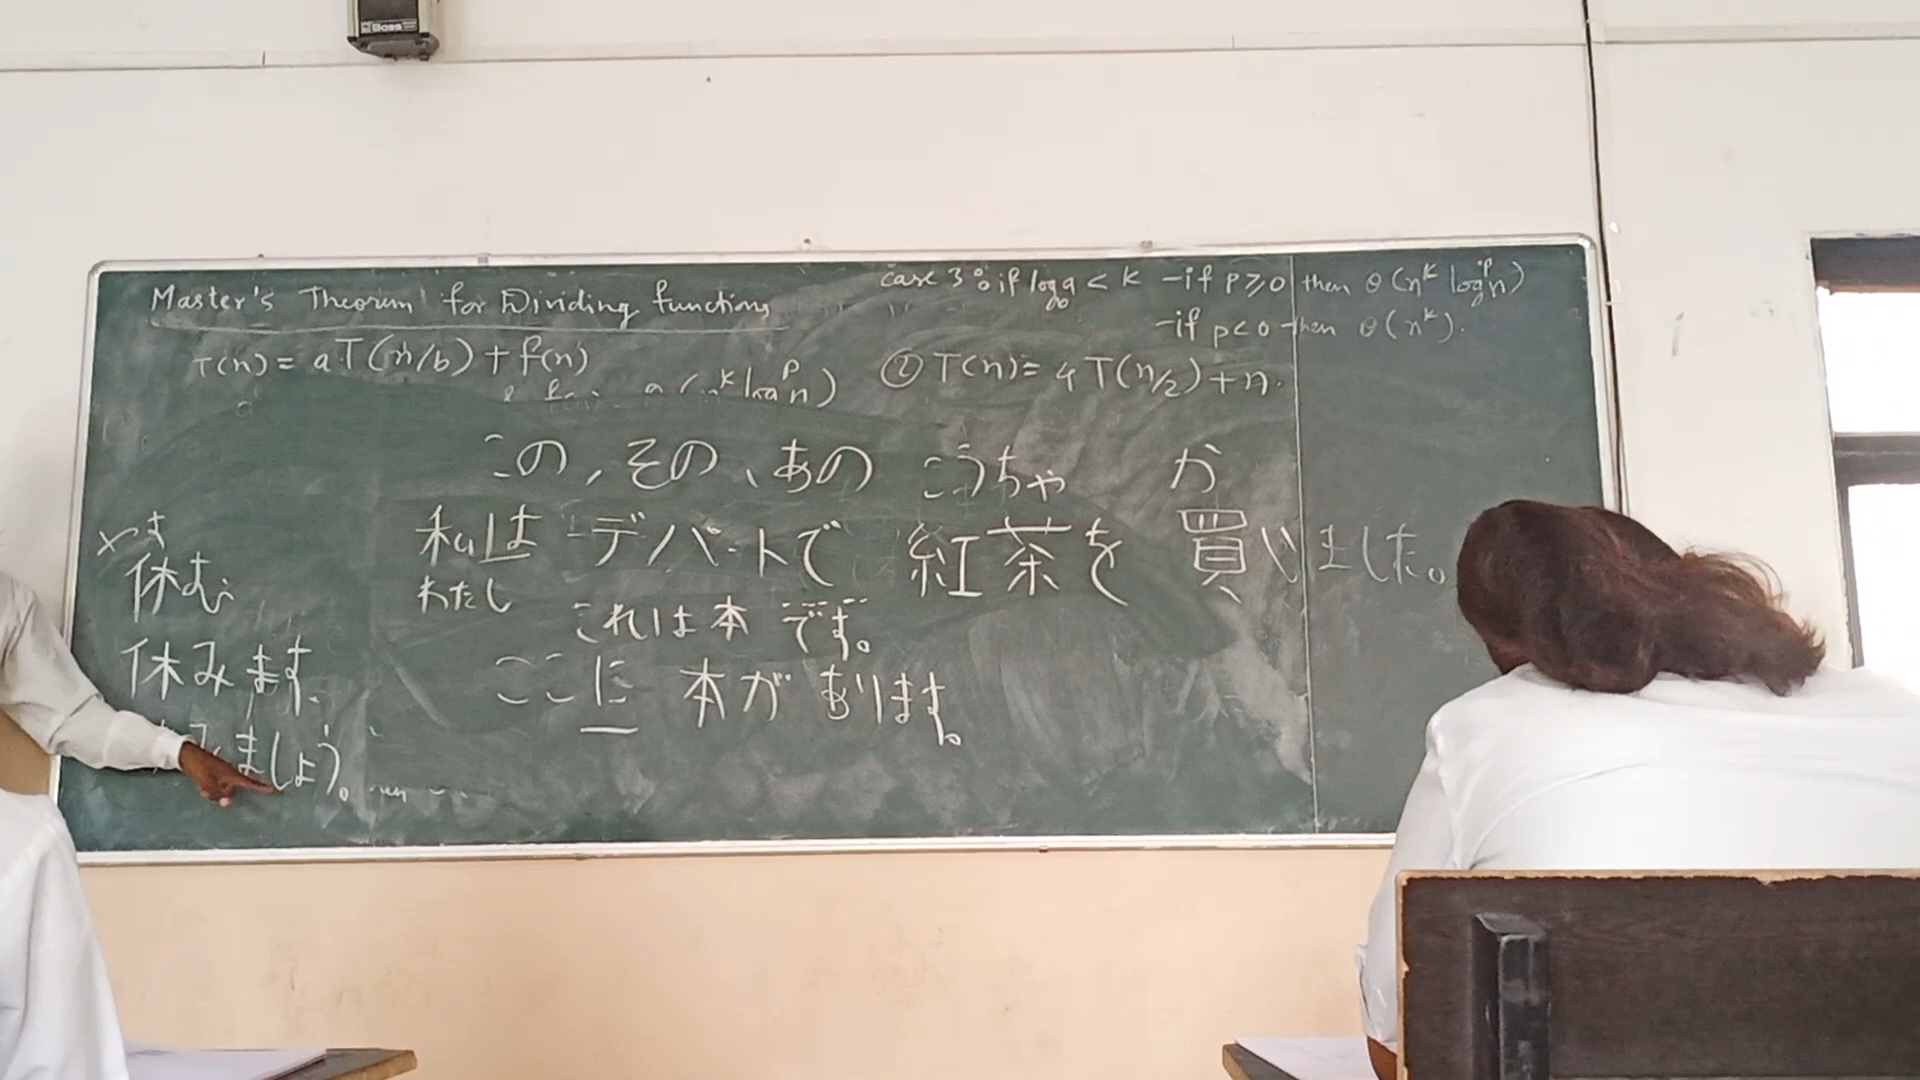 Bass
Master's Theorem for Dividing functions
T(n) = aT(n/b) + f(n)
(n^k log^p n)
case 3: if log_b a < k - if p ≥ 0 then θ(n^k log^p n)
- if p < 0 then θ(n^k).
② T(n) = 4T(n/2) + n.
この , その 、あの こうちゃ か
私は デパートで 紅茶を 買いました。
わたし
これは本 です。
ここに 本が あります。
やす
休む
休みます
みましょう。